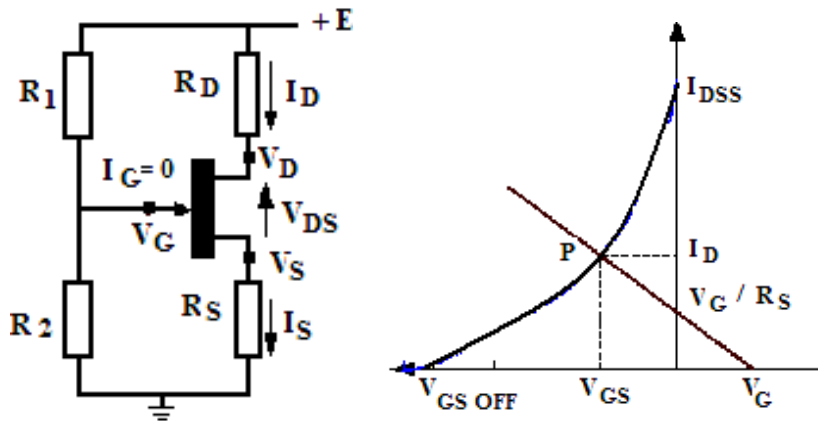 + E
R1
RD
ID
IG = 0
VD
VG
VDS
VS
R2
RS
IS
IDSS
P
ID
VG / RS
VGS OFF
VGS
VG